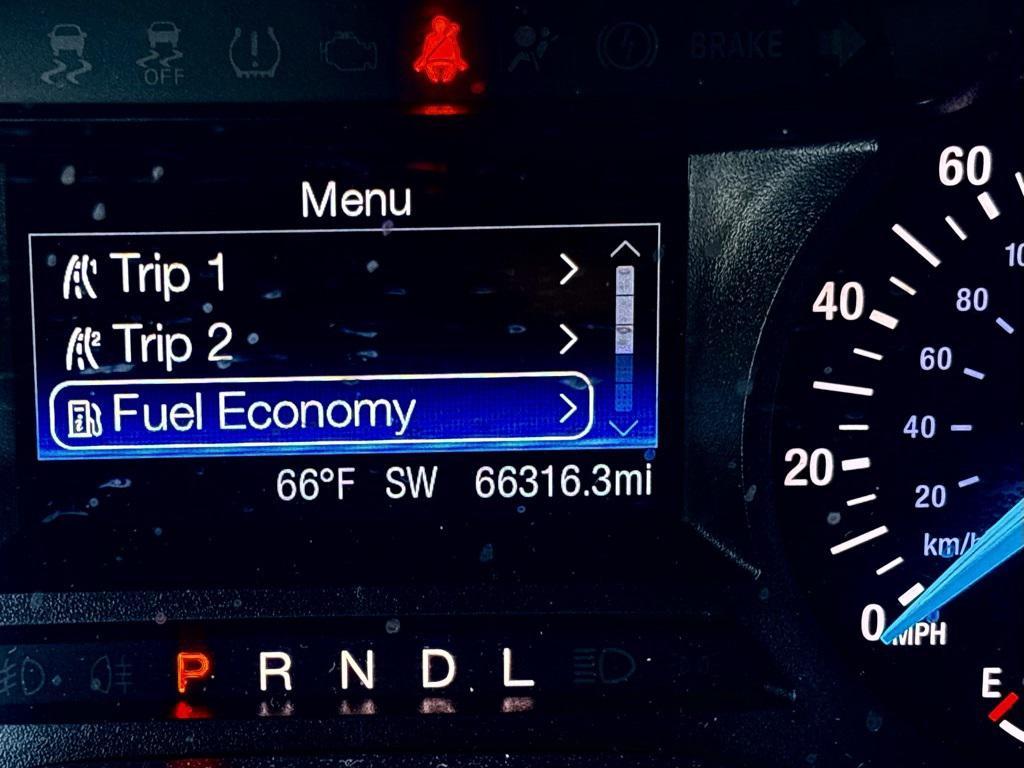 OFF
BRAKE
Menu
Trip 1
Trip 2
Fuel Economy
66°F SW 66316.3mi
P R N D L
60
40
20
0
MPH
80
60
40
20
km/h
E